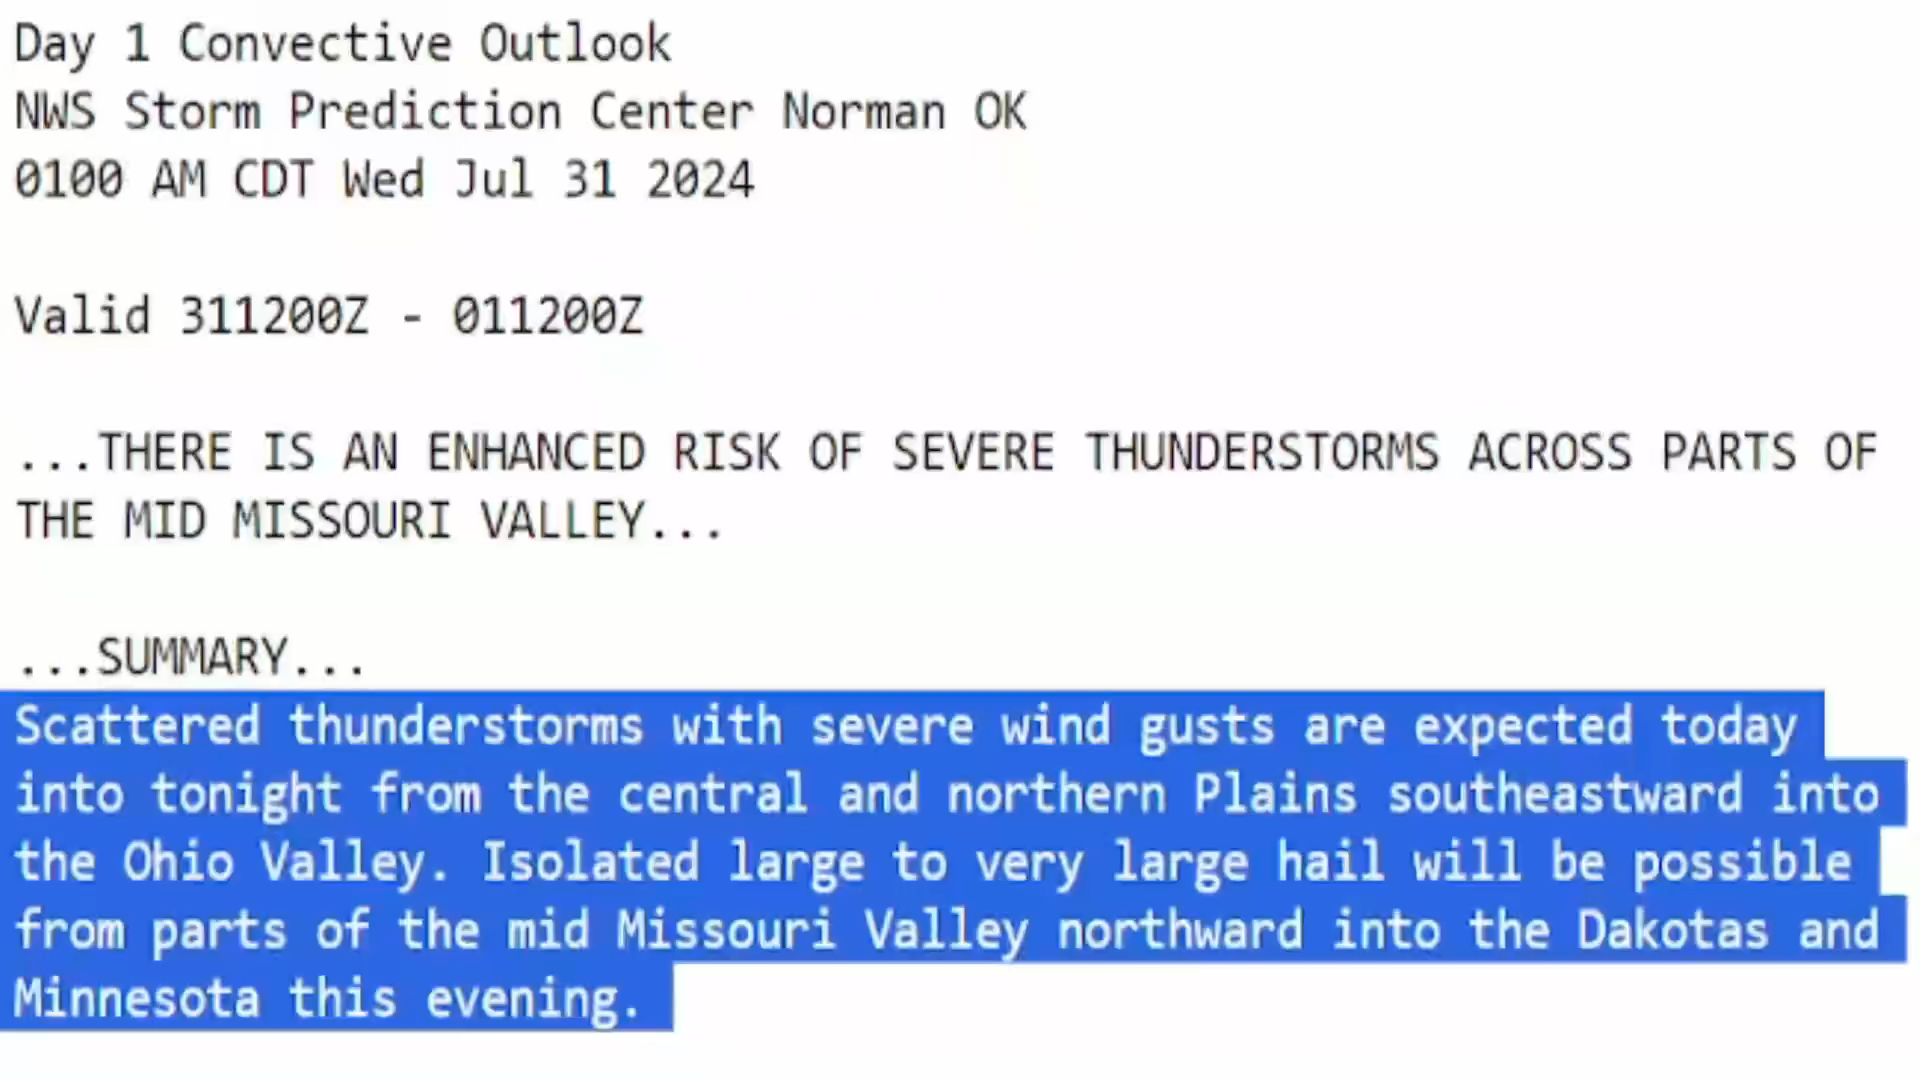 Day 1 Convective Outlook
NWS Storm Prediction Center Norman OK
0100 AM CDT Wed Jul 31 2024
Valid 311200Z - 011200Z
...THERE IS AN ENHANCED RISK OF SEVERE THUNDERSTORMS ACROSS PARTS OF
THE MID MISSOURI VALLEY...
...SUMMARY...
Scattered thunderstorms with severe wind gusts are expected today
into tonight from the central and northern Plains southeastward into
the Ohio Valley. Isolated large to very large hail will be possible
from parts of the mid Missouri Valley northward into the Dakotas and
Minnesota this evening.